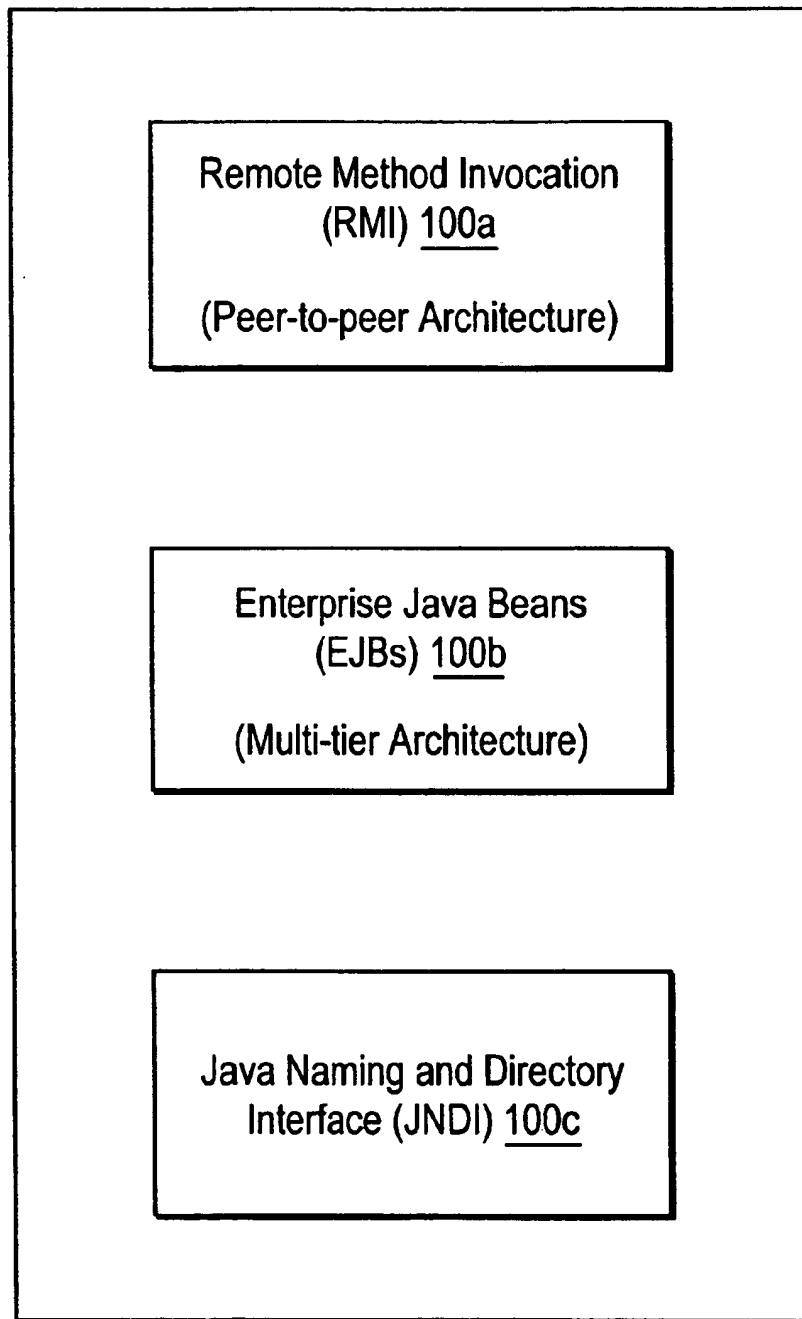 Remote Method Invocation
(RMI) 100a
(Peer-to-peer Architecture)
Enterprise Java Beans
(EJBs) 100b
(Multi-tier Architecture)
Java Naming and Directory
Interface (JNDI) 100c